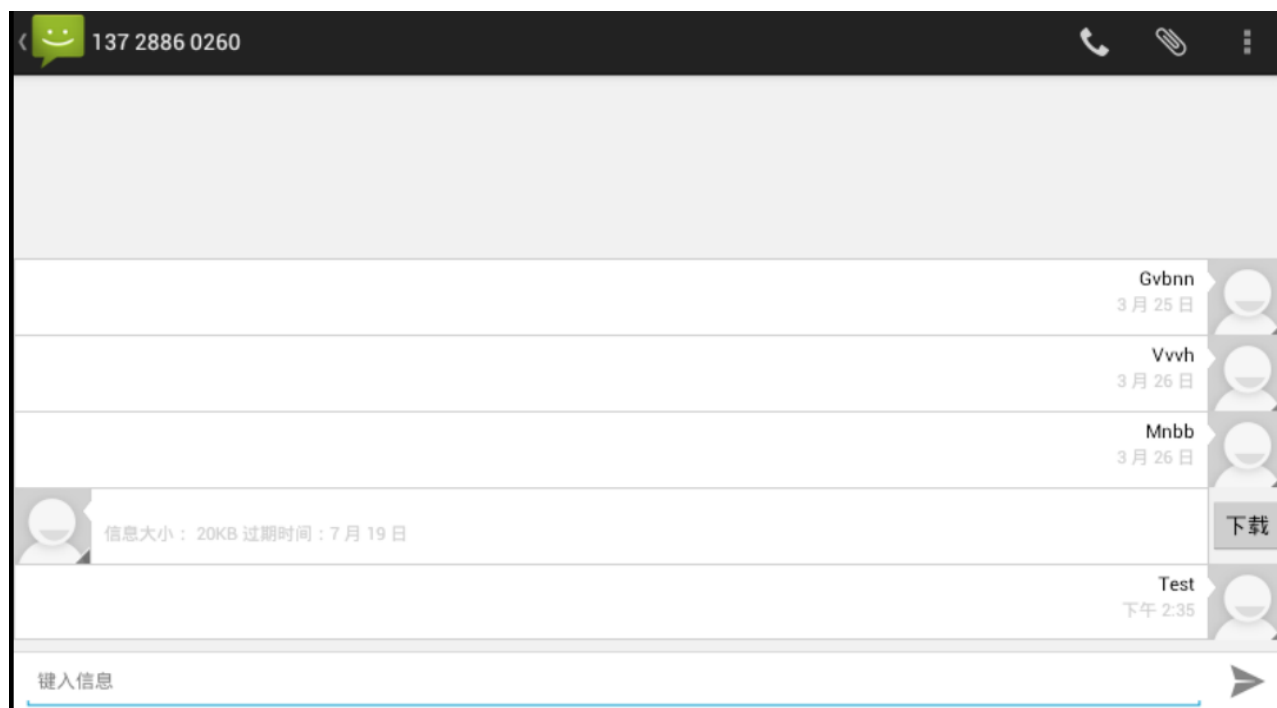 137 2886 0260
Gvbnn
3 月 25 日
Vvvh
3 月 26 日
Mnbb
3 月 26 日
信息大小： 20KB 过期时间：7 月 19 日
下载
Test
下午 2:35
键入信息